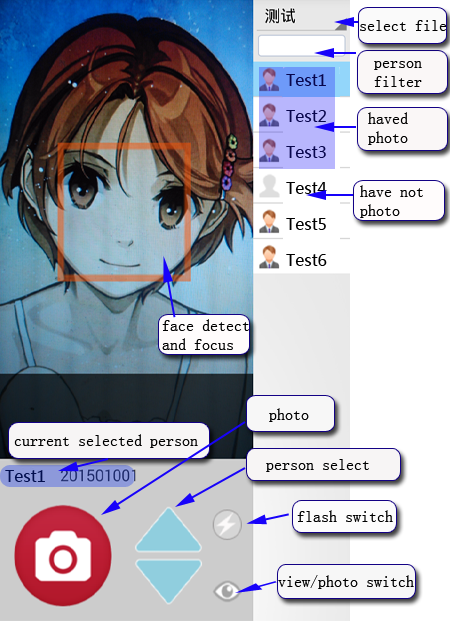 测试
select file
person
filter
Test1
Test2
haved
photo
Test3
Test4
have not
photo
Test5
Test6
face detect
and focus
photo
current selected person
person select
Test1 201501001
flash switch
view/photo switch